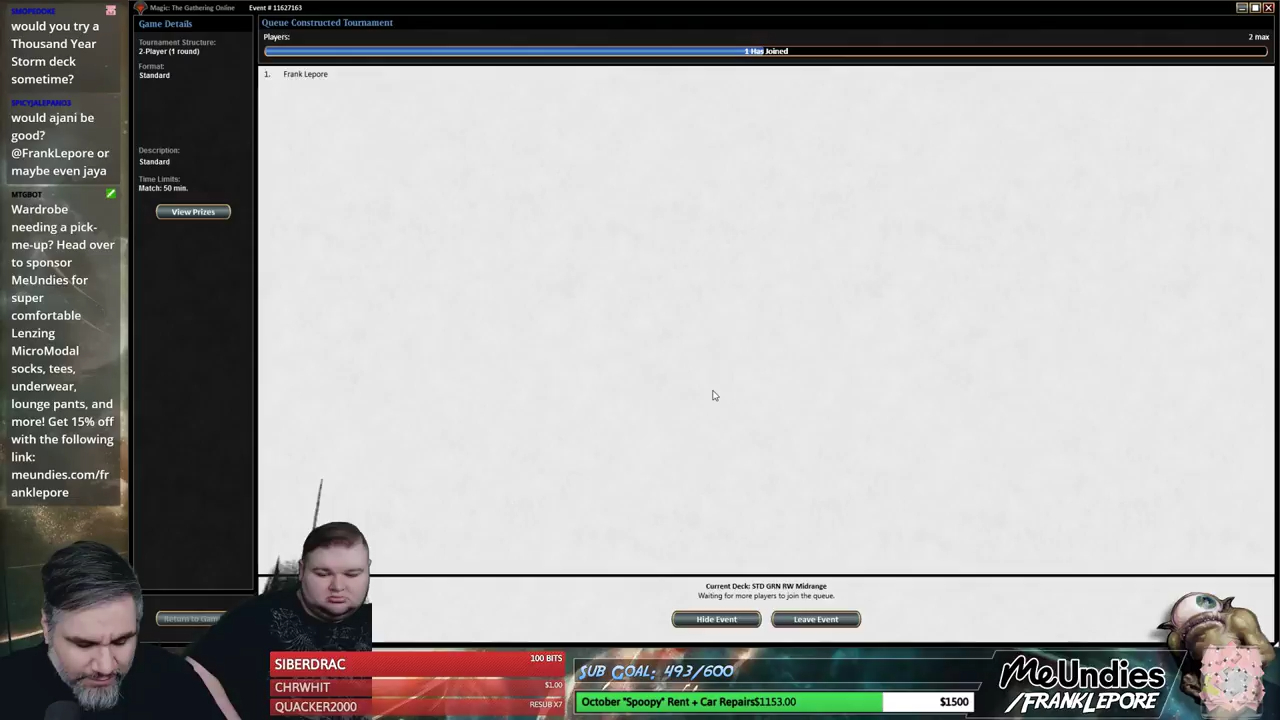 SMOPEDOKE
would you try a
Thousand Year
Storm deck
sometime?
SPICYJALEPANO3
would ajani be
good?
@FrankLepore or
maybe even jaya
MTGBOT
Wardrobe
needing a pick-
me-up? Head over
to sponsor
MeUndies for
super
comfortable
Lenzing
MicroModal
socks, tees,
underwear,
lounge pants, and
more! Get 15% off
with the following
link:
meundies.com/fr
anklepore
Magic: The Gathering Online Event # 11627163
Game Details
Tournament Structure:
2-Player (1 round)
Format:
Standard
Description:
Standard
Time Limits:
Match: 50 min.
View Prizes
Return to Gam
Queue Constructed Tournament
Players: 2 max
1 Has Joined
1. Frank Lepore
Current Deck: STD GRN RW Midrange
Waiting for more players to join the queue.
Hide Event Leave Event
SIBERDRAC 100 BITS
CHRWHIT $1.00
QUACKER2000 RESUB X7
SUB GOAL: 493/600
October "Spoopy" Rent + Car Repairs$1153.00 $1500
MeUndies
/FRANKLEPORE